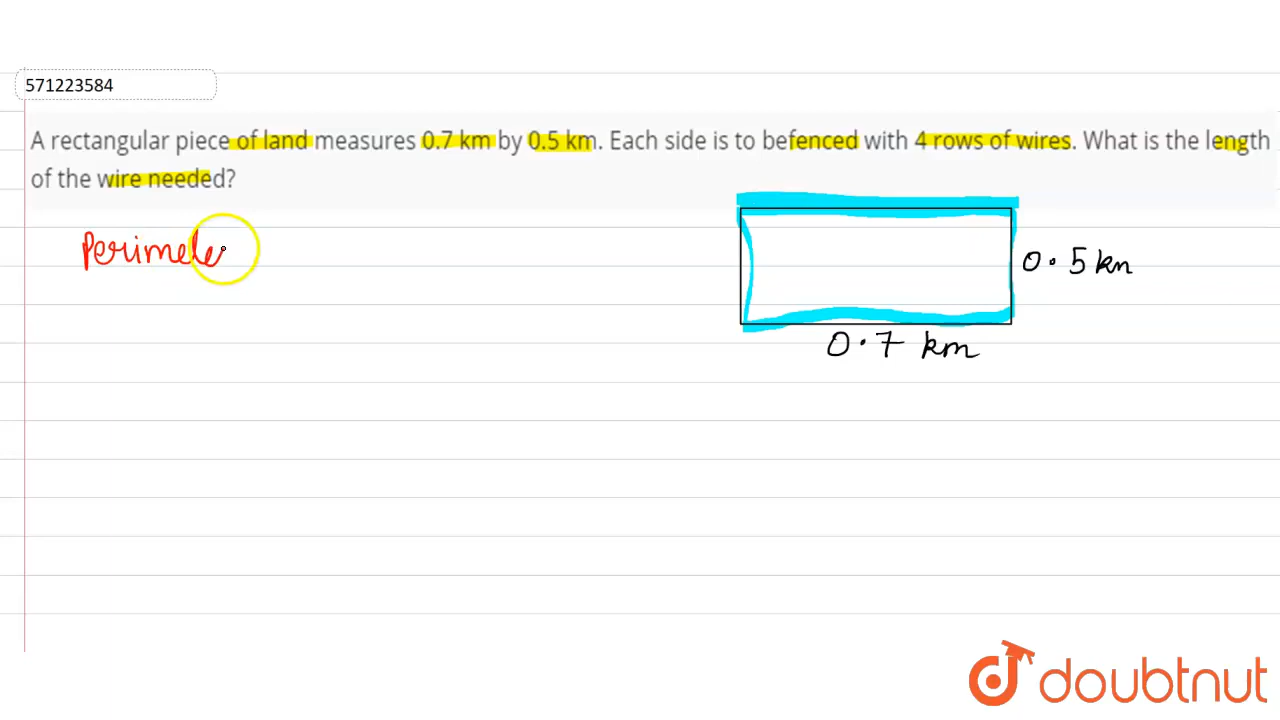 571223584
A rectangular piece of land measures 0.7 km by 0.5 km. Each side is to befenced with 4 rows of wires. What is the length
of the wire needed?
Perimete
0.5 km
0.7 km
doubtnut